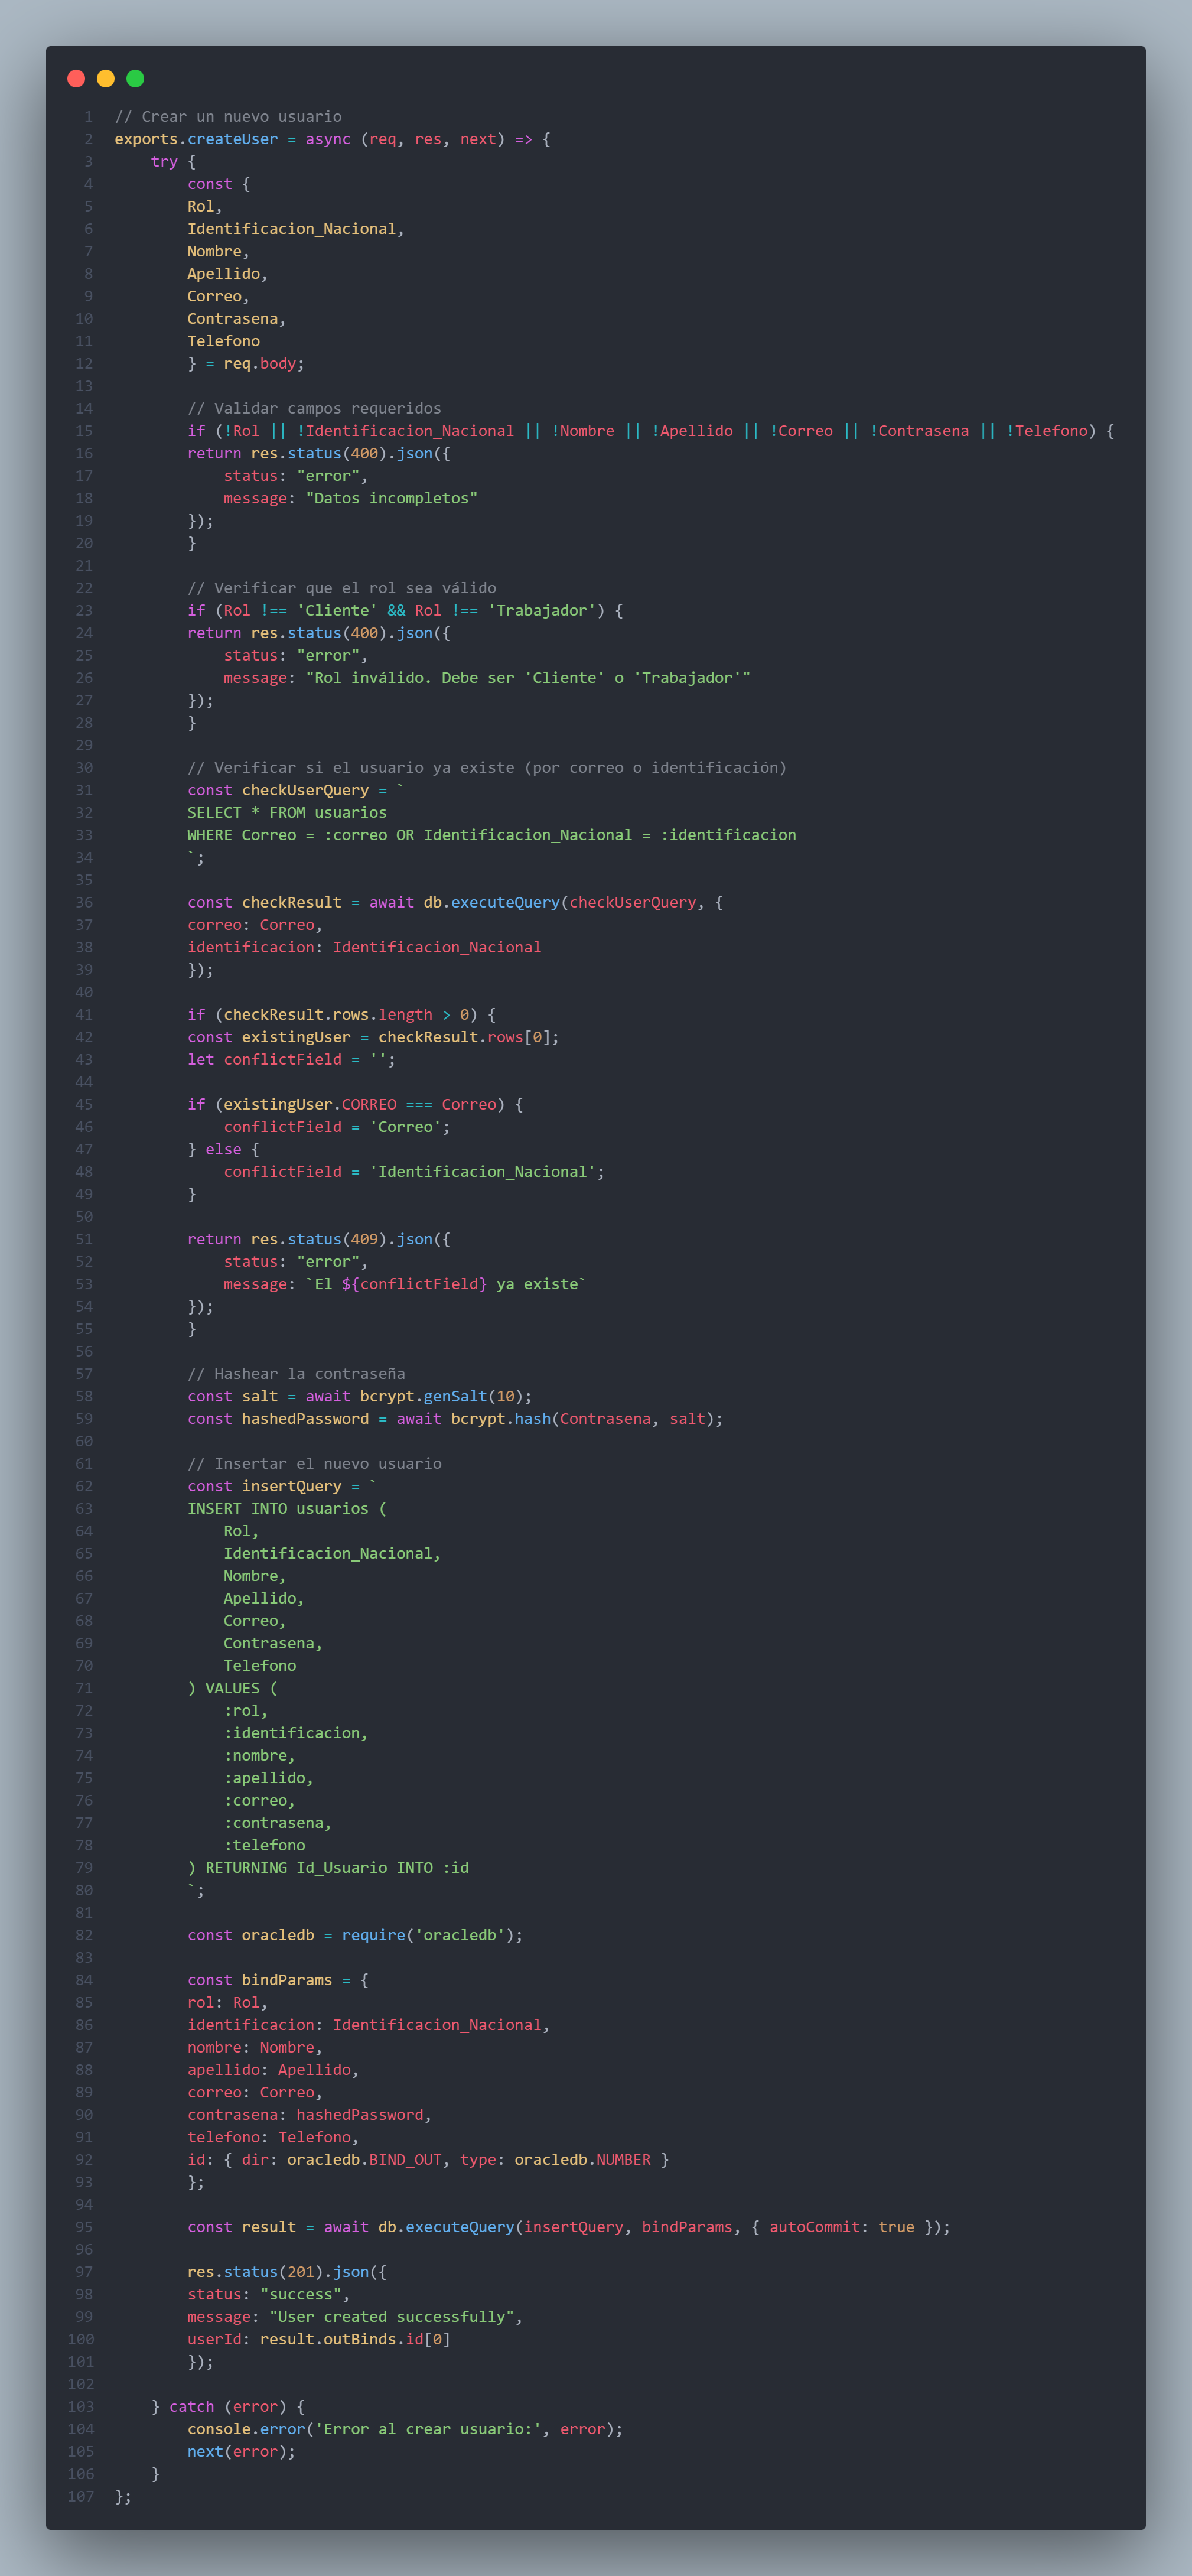 1 // Crear un nuevo usuario
2 exports.createUser = async (req, res, next) => {
3     try {
4         const {
5         Rol,
6         Identificacion_Nacional,
7         Nombre,
8         Apellido,
9         Correo,
10         Contrasena,
11         Telefono
12         } = req.body;
13
14         // Validar campos requeridos
15         if (!Rol || !Identificacion_Nacional || !Nombre || !Apellido || !Correo || !Contrasena || !Telefono) {
16         return res.status(400).json({
17             status: "error",
18             message: "Datos incompletos"
19         });
20         }
21
22         // Verificar que el rol sea válido
23         if (Rol !== 'Cliente' && Rol !== 'Trabajador') {
24         return res.status(400).json({
25             status: "error",
26             message: "Rol inválido. Debe ser 'Cliente' o 'Trabajador'"
27         });
28         }
29
30         // Verificar si el usuario ya existe (por correo o identificación)
31         const checkUserQuery = `
32         SELECT * FROM usuarios
33         WHERE Correo = :correo OR Identificacion_Nacional = :identificacion
34         `;
35
36         const checkResult = await db.executeQuery(checkUserQuery, {
37         correo: Correo,
38         identificacion: Identificacion_Nacional
39         });
40
41         if (checkResult.rows.length > 0) {
42         const existingUser = checkResult.rows[0];
43         let conflictField = '';
44
45         if (existingUser.CORREO === Correo) {
46             conflictField = 'Correo';
47         } else {
48             conflictField = 'Identificacion_Nacional';
49         }
50
51         return res.status(409).json({
52             status: "error",
53             message: `El ${conflictField} ya existe`
54         });
55         }
56
57         // Hashear la contraseña
58         const salt = await bcrypt.genSalt(10);
59         const hashedPassword = await bcrypt.hash(Contrasena, salt);
60
61         // Insertar el nuevo usuario
62         const insertQuery = `
63         INSERT INTO usuarios (
64             Rol,
65             Identificacion_Nacional,
66             Nombre,
67             Apellido,
68             Correo,
69             Contrasena,
70             Telefono
71         ) VALUES (
72             :rol,
73             :identificacion,
74             :nombre,
75             :apellido,
76             :correo,
77             :contrasena,
78             :telefono
79         ) RETURNING Id_Usuario INTO :id
80         `;
81
82         const oracledb = require('oracledb');
83
84         const bindParams = {
85         rol: Rol,
86         identificacion: Identificacion_Nacional,
87         nombre: Nombre,
88         apellido: Apellido,
89         correo: Correo,
90         contrasena: hashedPassword,
91         telefono: Telefono,
92         id: { dir: oracledb.BIND_OUT, type: oracledb.NUMBER }
93         };
94
95         const result = await db.executeQuery(insertQuery, bindParams, { autoCommit: true });
96
97         res.status(201).json({
98         status: "success",
99         message: "User created successfully",
100         userId: result.outBinds.id[0]
101         });
102
103     } catch (error) {
104         console.error('Error al crear usuario:', error);
105         next(error);
106     }
107 };